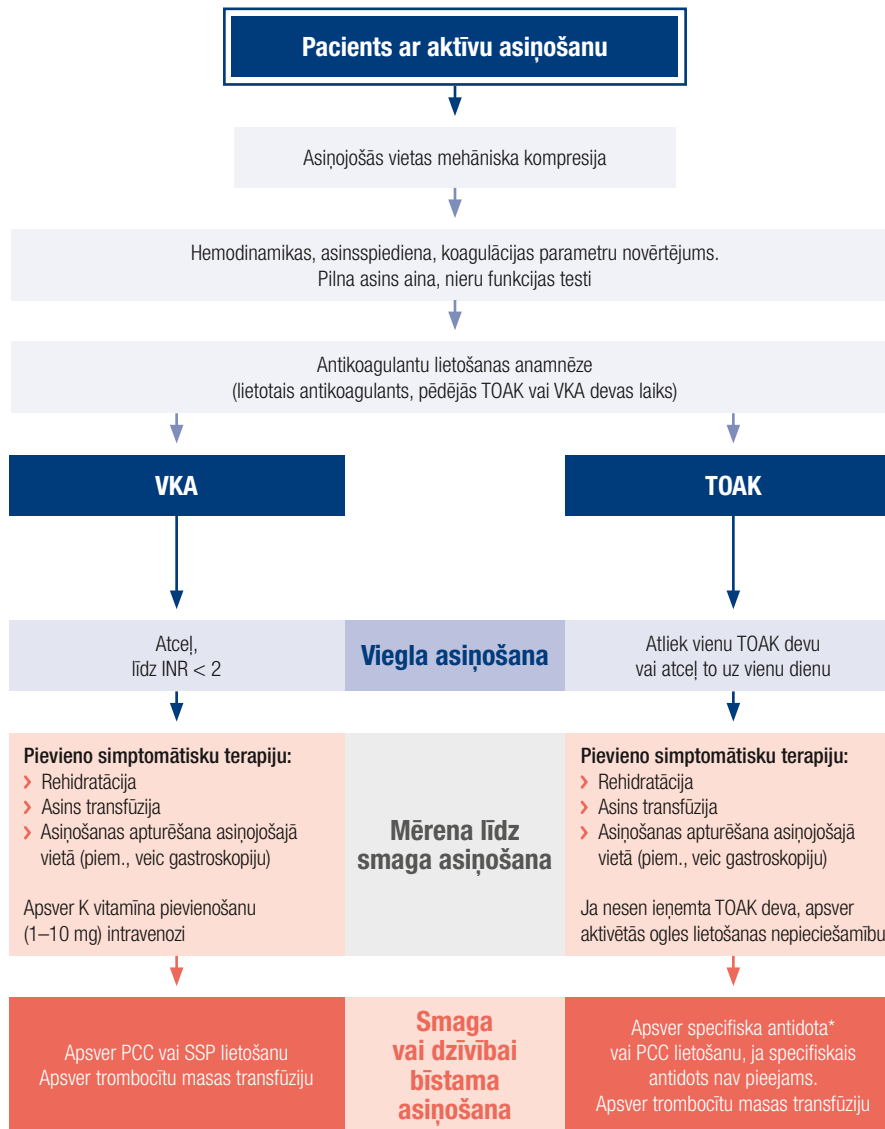 Pacients ar aktīvu asiņošanu
Asiņojošās vietas mehāniska kompresija
Hemodinamikas, asinsspiediena, koagulācijas parametru novērtējums.
Pilna asins aina, nieru funkcijas testi
Antikoagulantu lietošanas anamnēze
(lietotais antikoagulants, pēdējās TOAK vai VKA devas laiks)
VKA
TOAK
Atceļ,
līdz INR < 2
Viegla asiņošana
Atliek vienu TOAK devu
vai atceļ to uz vienu dienu
Pievieno simptomātisku terapiju:
› Rehidratācija
› Asins transfūzija
› Asiņošanas apturēšana asiņojošajā
vietā (piem., veic gastroskopiju)
Apsver K vitamīna pievienošanu
(1–10 mg) intravenozi
Mērena līdz
smaga asiņošana
Pievieno simptomātisku terapiju:
› Rehidratācija
› Asins transfūzija
› Asiņošanas apturēšana asiņojošajā
vietā (piem., veic gastroskopiju)
Ja nesen ieņemta TOAK deva, apsver
aktivētās ogles lietošanas nepieciešamību
Apsver PCC vai SSP lietošanu
Apsver trombocītu masas transfūziju
Smaga
vai dzīvībai
bīstama
asiņošana
Apsver specifiska antidota*
vai PCC lietošanu, ja specifiskais
antidots nav pieejams.
Apsver trombocītu masas transfūziju